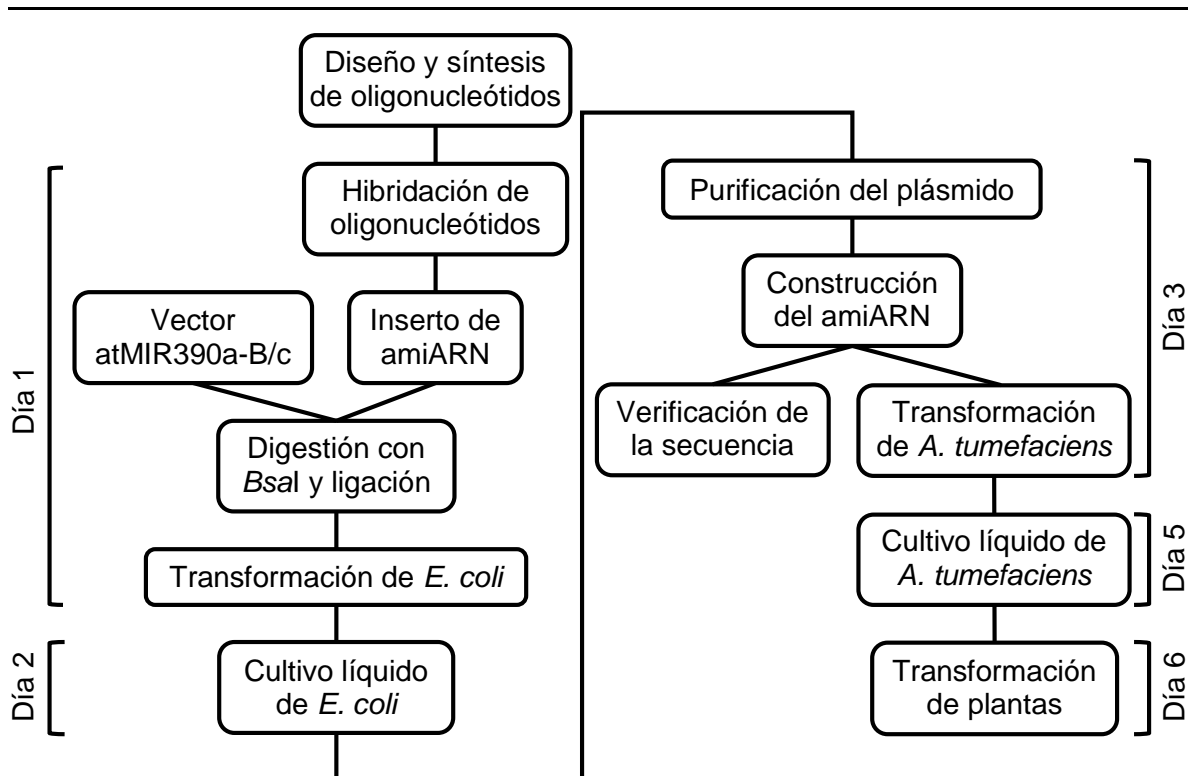 Diseño y síntesis
de oligonucleótidos
Hibridación de
oligonucleótidos
Vector
atMIR390a-B/c
Inserto de
amiARN
Digestión con
BsaI y ligación
Transformación de E. coli
Día 1
Cultivo líquido
de E. coli
Día 2
Purificación del plásmido
Construcción
del amiARN
Verificación de
la secuencia
Transformación
de A. tumefaciens
Día 3
Cultivo líquido de
A. tumefaciens
Día 5
Transformación
de plantas
Día 6